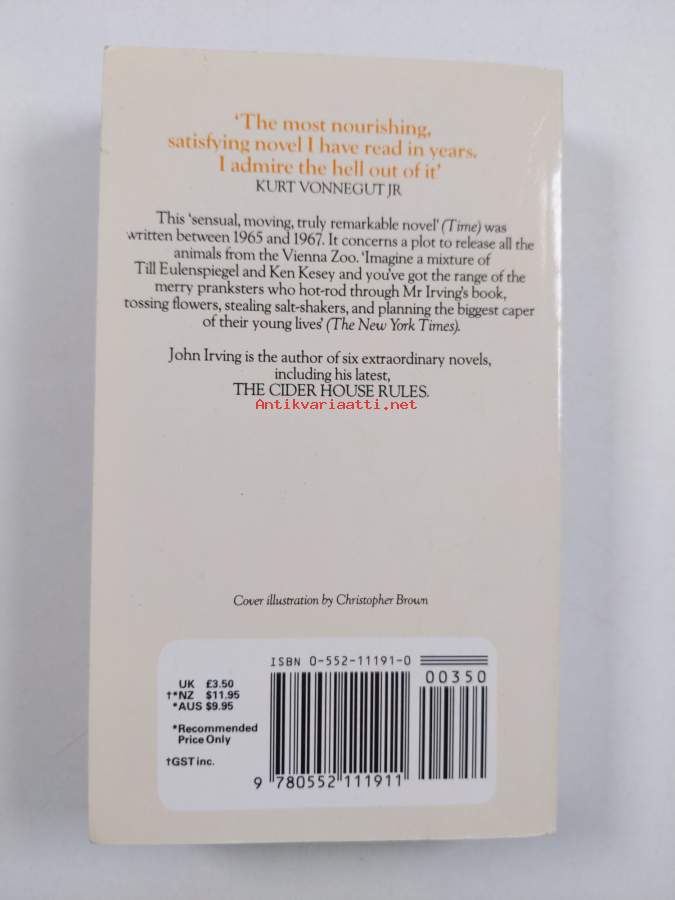 ‘The most nourishing,
satisfying novel I have read in years.
I admire the hell out of it’
KURT VONNEGUT JR
This ‘sensual, moving, truly remarkable novel’ (Time) was
written between 1965 and 1967. It concerns a plot to release all the
animals from the Vienna Zoo. ‘Imagine a mixture of
Till Eulenspiegel and Ken Kesey and you’ve got the range of the
merry pranksters who hot-rod through Mr Irving’s book,
tossing flowers, stealing salt-shakers, and planning the biggest caper
of their young lives’ (The New York Times).
John Irving is the author of six extraordinary novels,
including his latest,
THE CIDER HOUSE RULES.
Antikvariaatti.net
Cover illustration by Christopher Brown
ISBN 0-552-11191-0
00350
UK £3.50
†*NZ $11.95
*AUS $9.95
*Recommended
Price Only
†GST inc.
9 780552 111911